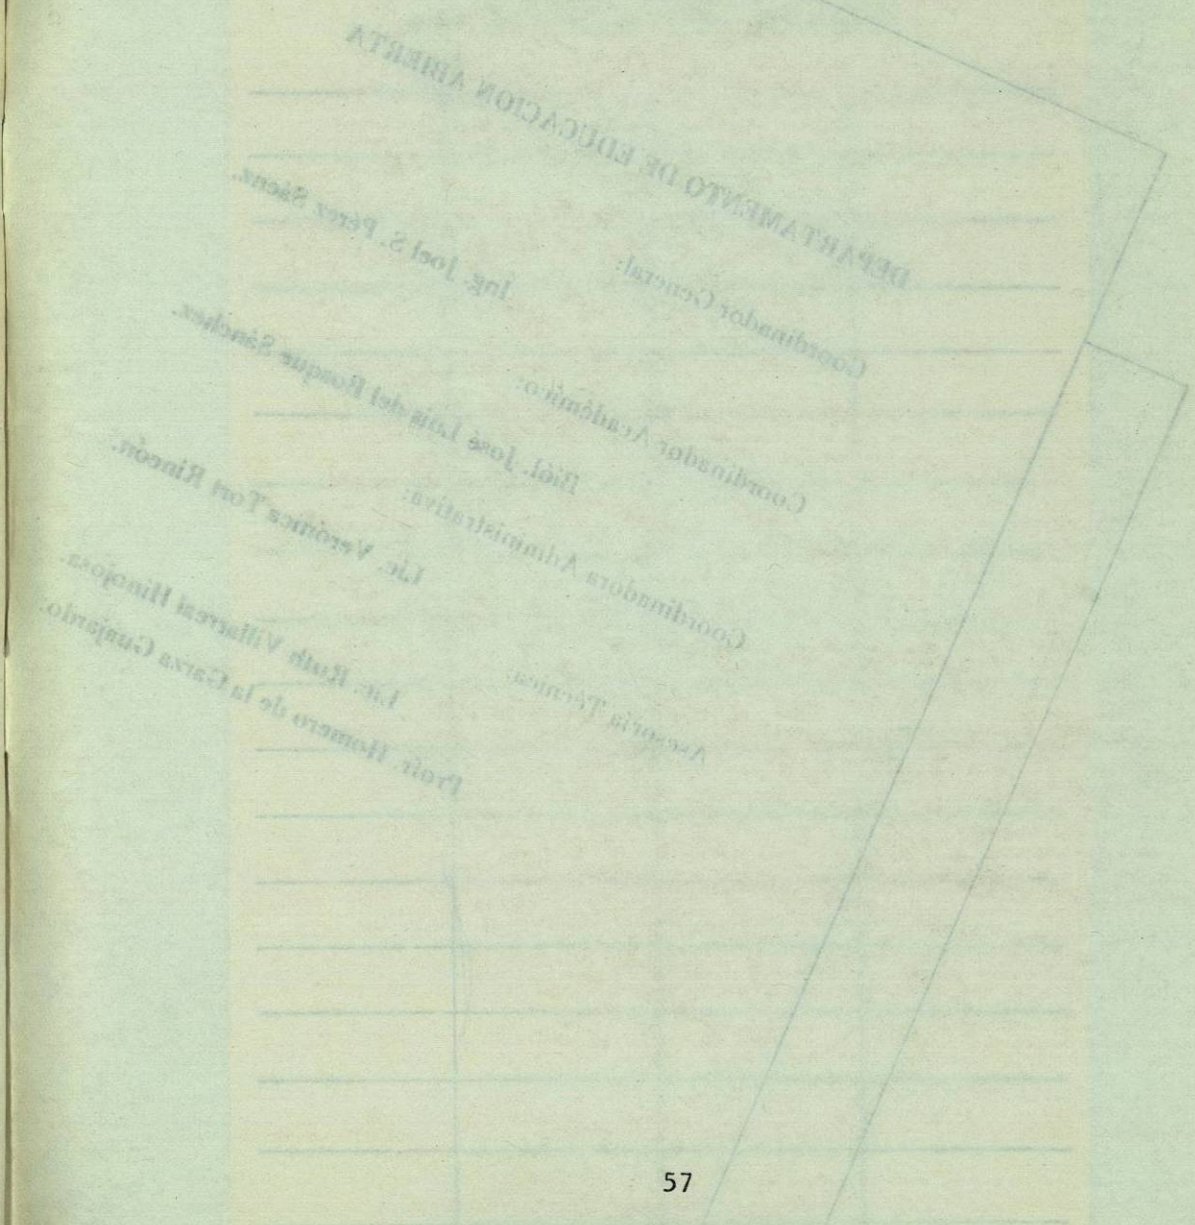 DEPARTAMENTO DE EDUCACION ABIERTA
Coordinador General:
Ing. Joel S. Pérez Sáenz.
Coordinador Académico:
Biól. José Luis del Bosque Sánchez.
Coordinadora Administrativa:
Lic. Verónica Tort Rincón.
Asesoría Técnica:
Lic. Ruth Villarreal Hinojosa.
Profr. Homero de la Garza Guajardo.
57